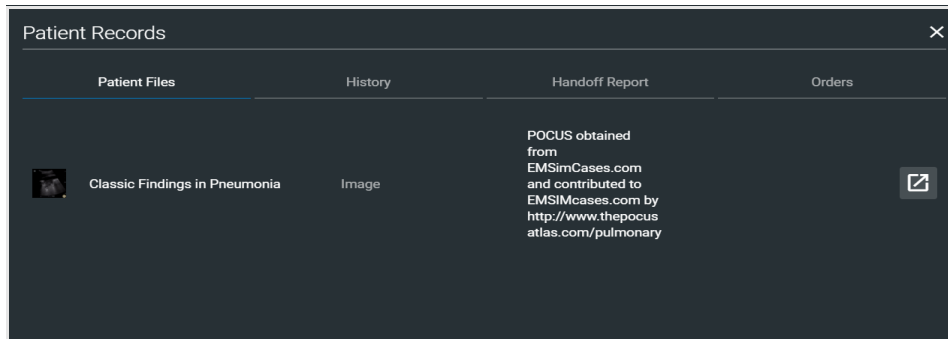 Patient Records
Patient Files
History
Handoff Report
Orders
Classic Findings in Pneumonia
Image
POCUS obtained
from
EMSimCases.com
and contributed to
EMSIMcases.com by
http://www.thepocus
atlas.com/pulmonary